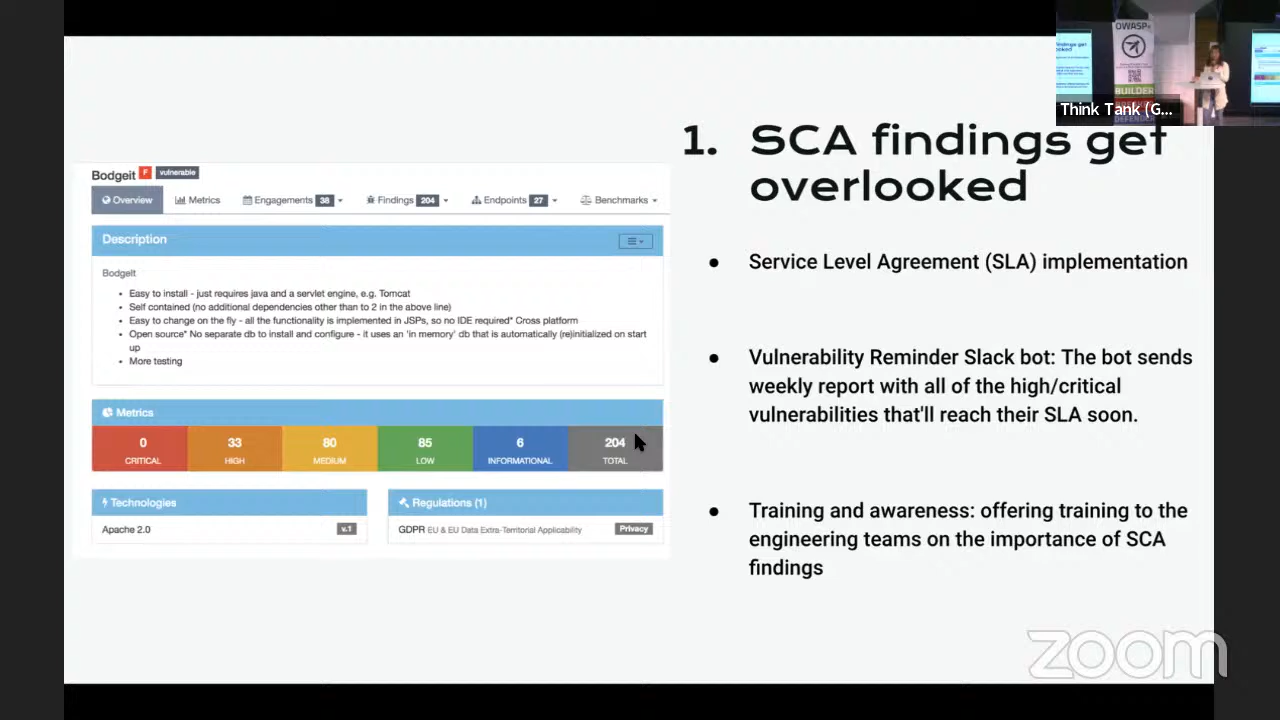 OWASP
BUILDER
DEFENDER
Think Tank (G...
1. SCA findings get
overlooked
Bodgeit F vulnerable
Overview Metrics Engagements 38 Findings 204 Endpoints 27 Benchmarks
Description
BodgeIt
Easy to install - just requires java and a servlet engine, e.g. Tomcat
Self contained (no additional dependencies other than to 2 in the above line)
Easy to change on the fly - all the functionality is implemented in JSPs, so no IDE required* Cross platform
Open source* No separate db to install and configure - it uses an 'in memory' db that is automatically (re)initialized on start
up
More testing
Metrics
0 33 80 85 6 204
CRITICAL HIGH MEDIUM LOW INFORMATIONAL TOTAL
Technologies
Apache 2.0 v.1
Regulations (1)
GDPR EU & EU Data Extra-Territorial Applicability Privacy
● Service Level Agreement (SLA) implementation
● Vulnerability Reminder Slack bot: The bot sends
weekly report with all of the high/critical
vulnerabilities that'll reach their SLA soon.
● Training and awareness: offering training to the
engineering teams on the importance of SCA
findings
zoom